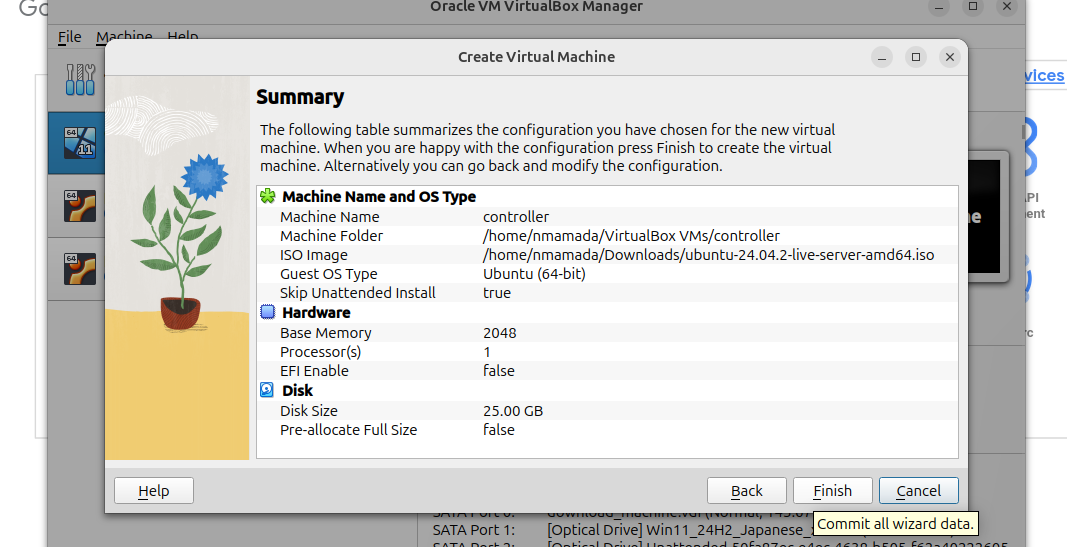 Go
Oracle VM VirtualBox Manager
File Machine Help
Create Virtual Machine
vices
Summary
The following table summarizes the configuration you have chosen for the new virtual
machine. When you are happy with the configuration press Finish to create the virtual
machine. Alternatively you can go back and modify the configuration.
64
11
64
64
Machine Name and OS Type
Machine Name controller
Machine Folder /home/nmamada/VirtualBox VMs/controller
ISO Image /home/nmamada/Downloads/ubuntu-24.04.2-live-server-amd64.iso
Guest OS Type Ubuntu (64-bit)
Skip Unattended Install true
Hardware
Base Memory 2048
Processor(s) 1
EFI Enable false
Disk
Disk Size 25.00 GB
Pre-allocate Full Size false
API
Help Back Finish Cancel
Commit all wizard data.
SATA Port 1: [Optical Drive] Win11_24H2_Japanese_